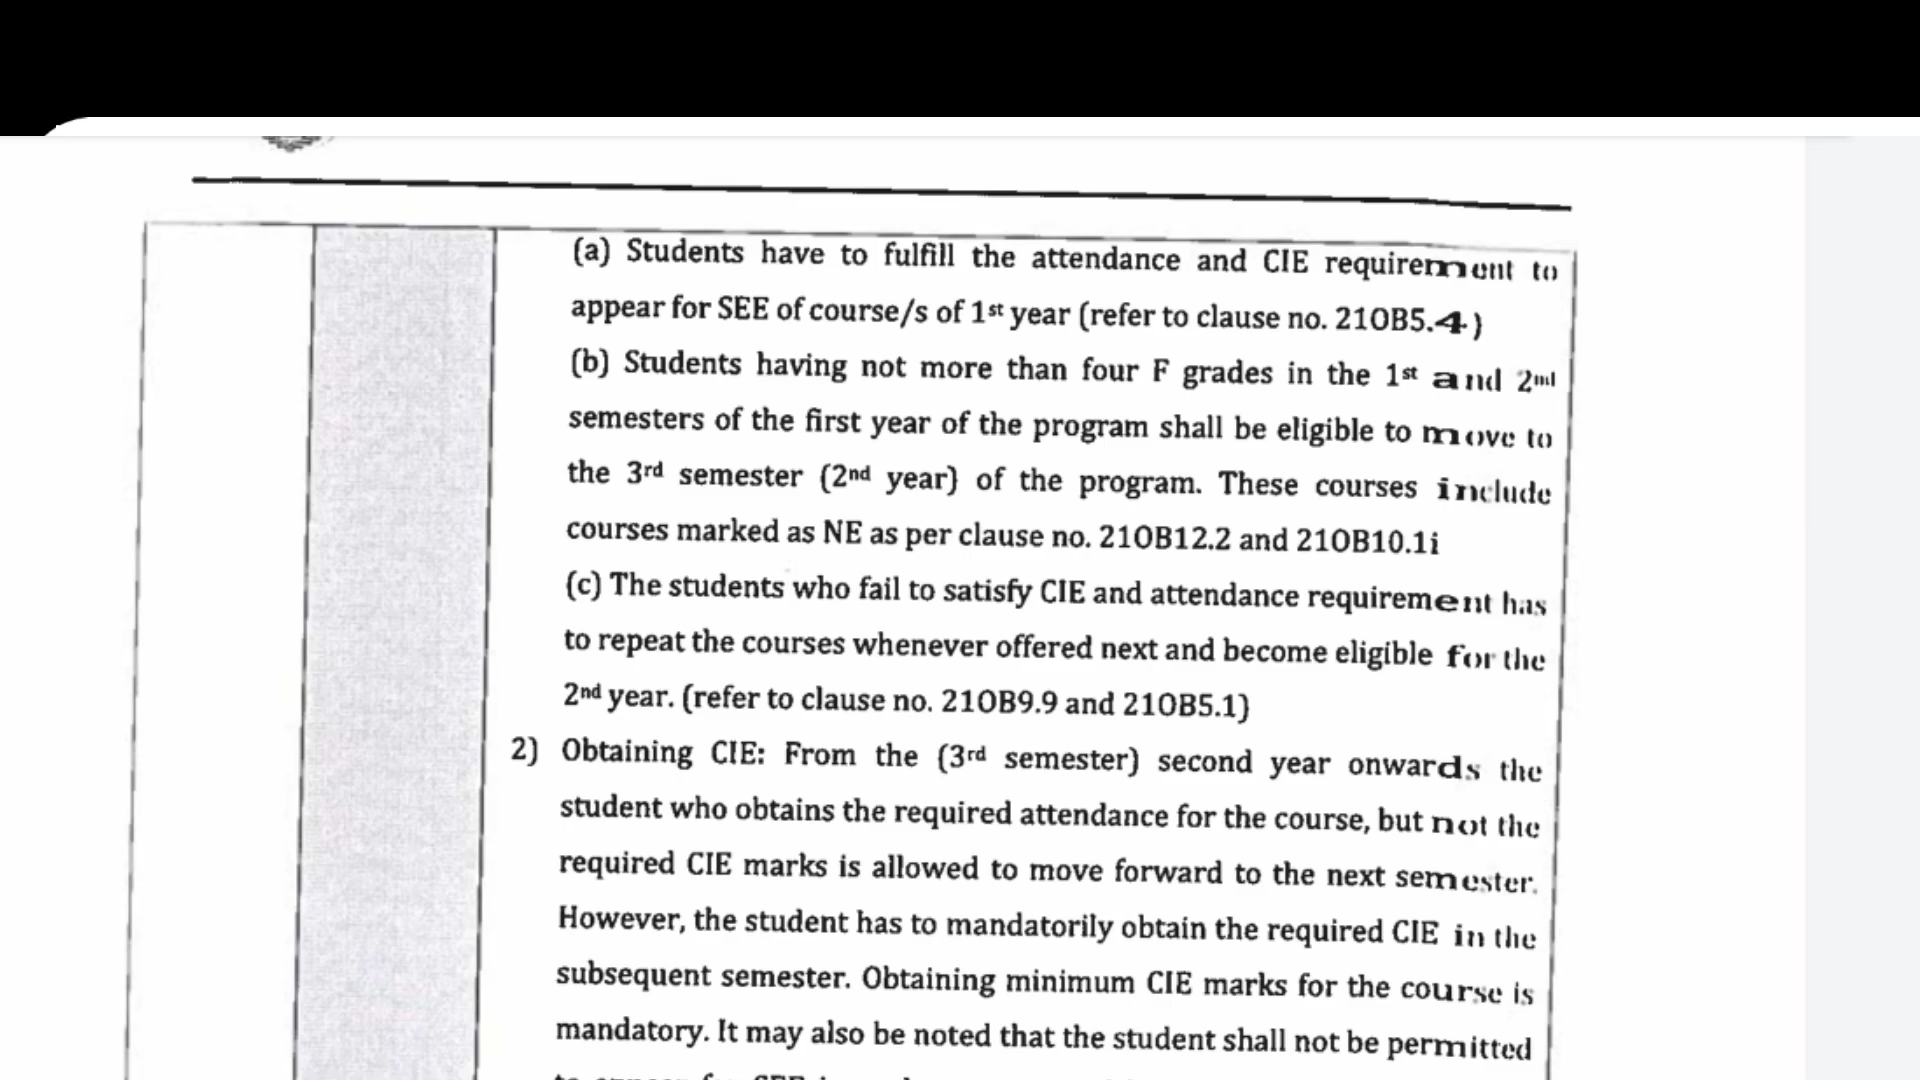 (a) Students have to fulfill the attendance and CIE requirement to
appear for SEE of course/s of 1st year (refer to clause no. 21OB5.4)
(b) Students having not more than four F grades in the 1st and 2nd
semesters of the first year of the program shall be eligible to move to
the 3rd semester (2nd year) of the program. These courses include
courses marked as NE as per clause no. 21OB12.2 and 21OB10.1i
(c) The students who fail to satisfy CIE and attendance requirement has
to repeat the courses whenever offered next and become eligible for the
2nd year. (refer to clause no. 21OB9.9 and 21OB5.1)
2) Obtaining CIE: From the (3rd semester) second year onwards the
student who obtains the required attendance for the course, but not the
required CIE marks is allowed to move forward to the next semester.
However, the student has to mandatorily obtain the required CIE in the
subsequent semester. Obtaining minimum CIE marks for the course is
mandatory. It may also be noted that the student shall not be permitted